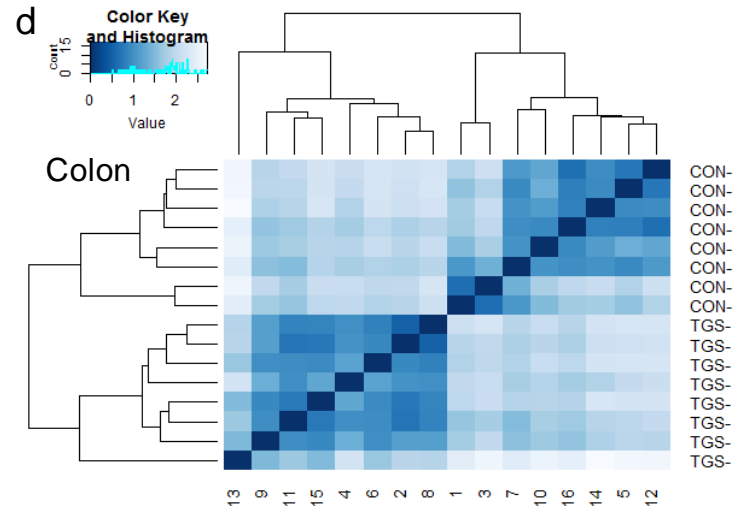 d
Color Key
and Histogram
Count
0 15
0 1 2
Value
Colon
CON-
CON-
CON-
CON-
CON-
CON-
CON-
CON-
TGS-
TGS-
TGS-
TGS-
TGS-
TGS-
TGS-
TGS-
13 9 11 15 4 6 2 8 1 3 7 10 16 14 5 12